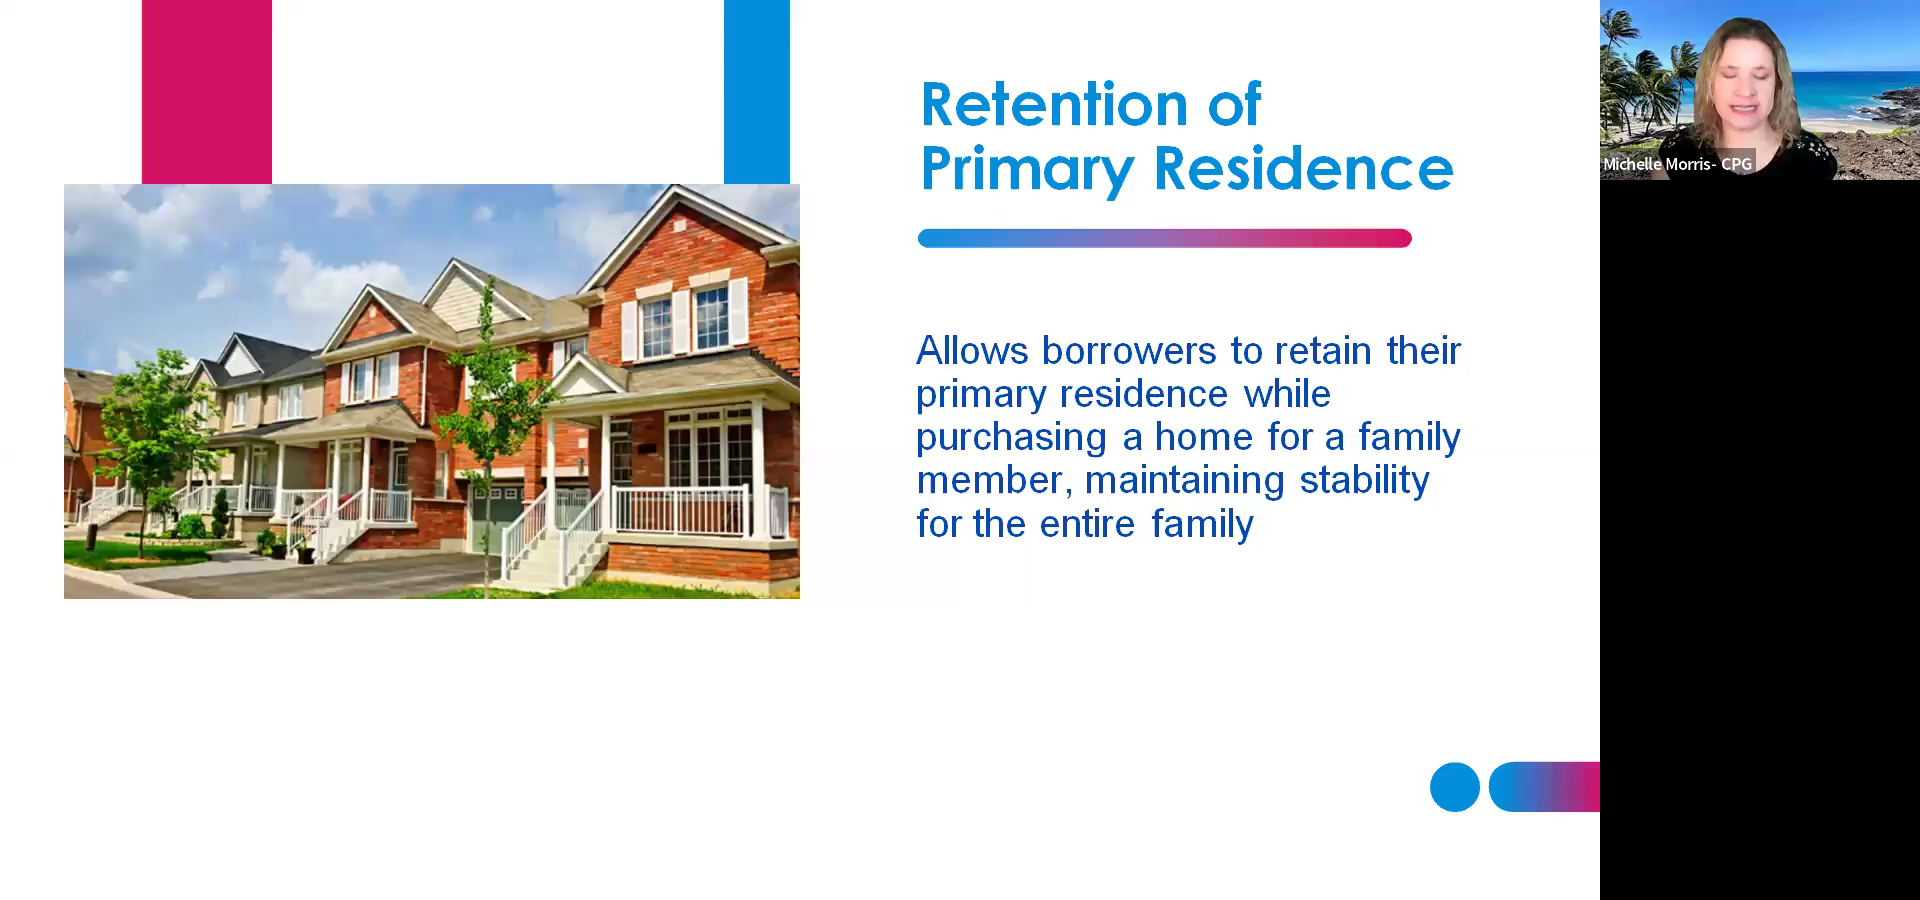 Retention of
Primary Residence
Allows borrowers to retain their
primary residence while
purchasing a home for a family
member, maintaining stability
for the entire family
Michelle Morris- CPG